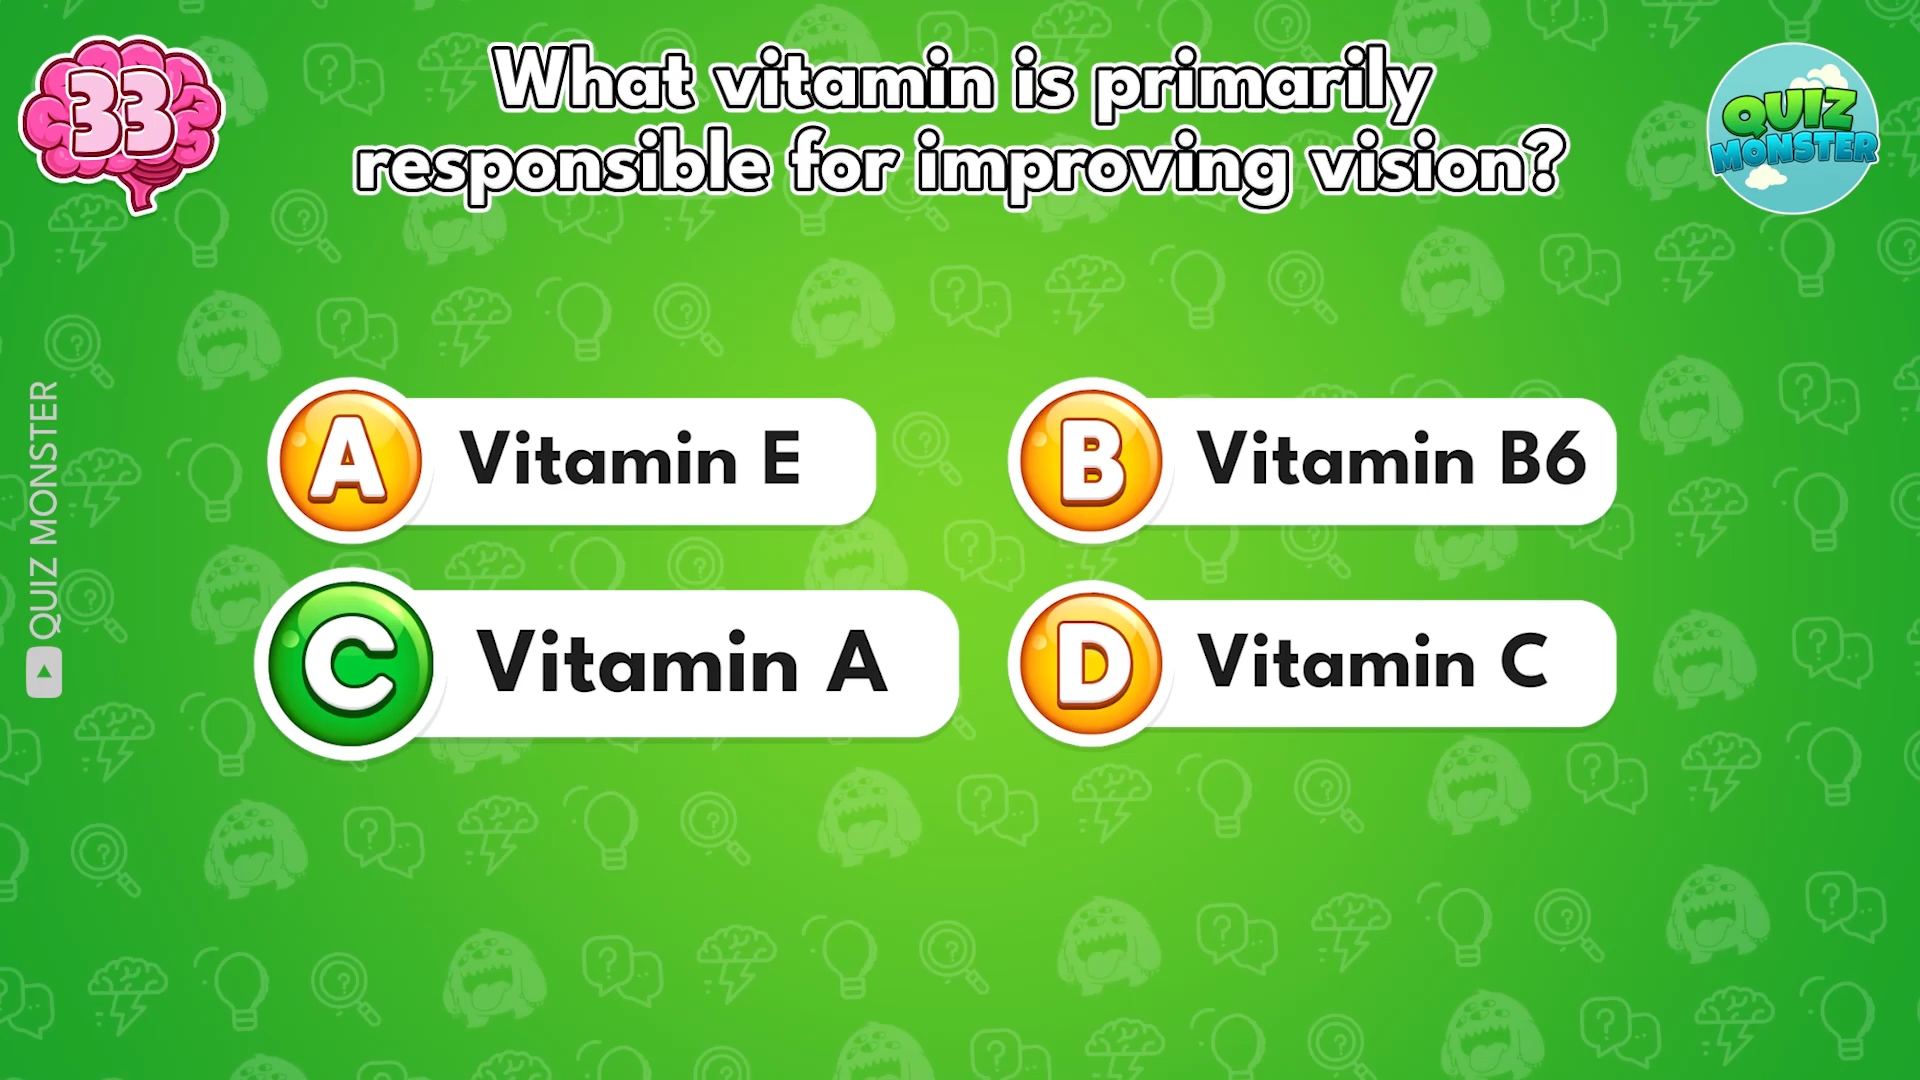 33
What vitamin is primarily
responsible for improving vision?
QUIZ
MONSTER
A Vitamin E
B Vitamin B6
C Vitamin A
D Vitamin C
QUIZ MONSTER